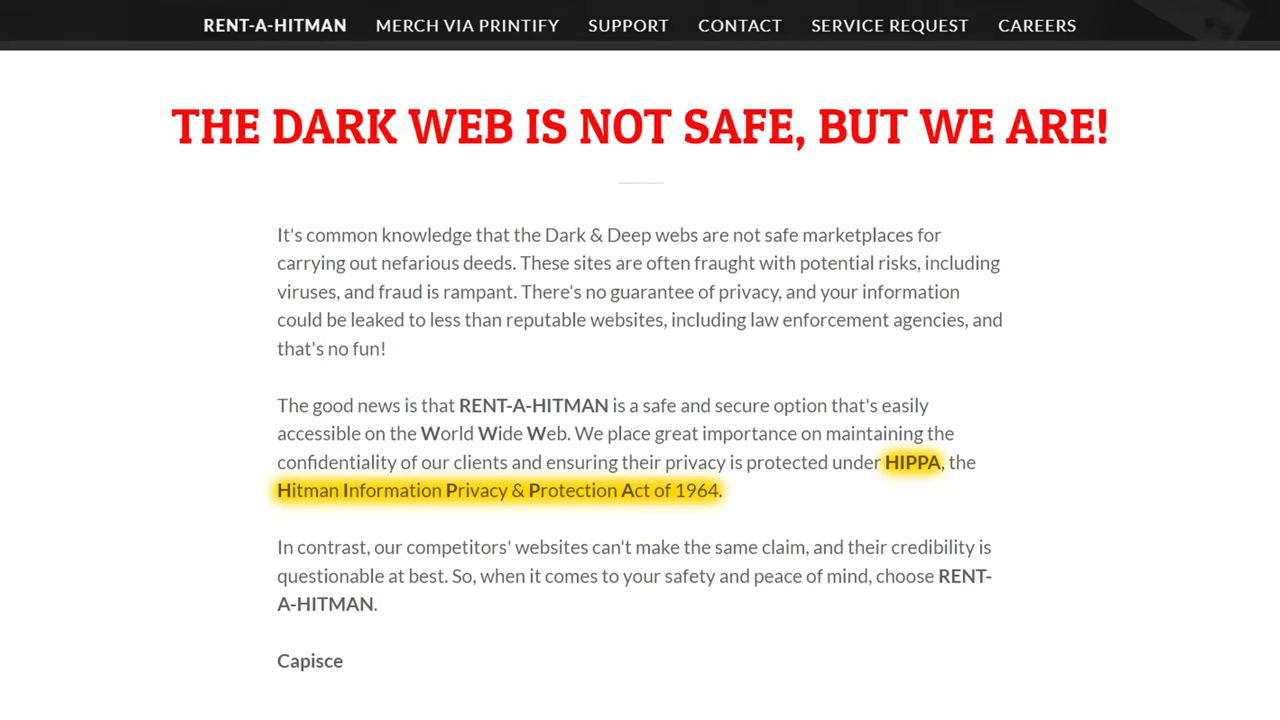 RENT-A-HITMAN MERCH VIA PRINTIFY SUPPORT CONTACT SERVICE REQUEST CAREERS
THE DARK WEB IS NOT SAFE, BUT WE ARE!
It's common knowledge that the Dark & Deep webs are not safe marketplaces for
carrying out nefarious deeds. These sites are often fraught with potential risks, including
viruses, and fraud is rampant. There's no guarantee of privacy, and your information
could be leaked to less than reputable websites, including law enforcement agencies, and
that's no fun!
The good news is that RENT-A-HITMAN is a safe and secure option that's easily
accessible on the World Wide Web. We place great importance on maintaining the
confidentiality of our clients and ensuring their privacy is protected under HIPPA, the
Hitman Information Privacy & Protection Act of 1964.
In contrast, our competitors' websites can't make the same claim, and their credibility is
questionable at best. So, when it comes to your safety and peace of mind, choose RENT-
A-HITMAN.
Capisce